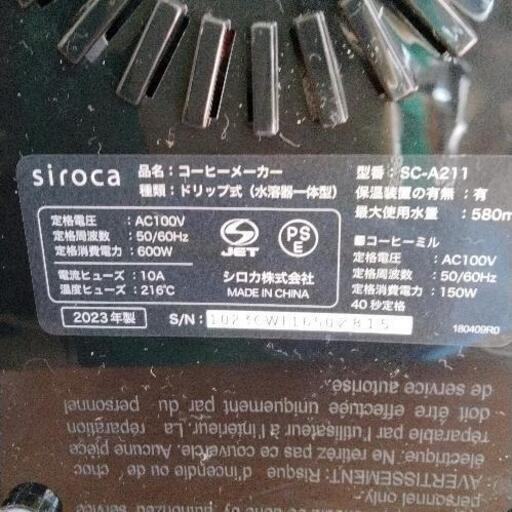 siroca
品名：コーヒーメーカー
種類：ドリップ式（水溶器一体型）
型番：SC-A211
保温装置の有無：有
最大使用水量：580m
定格電圧：AC100V
定格周波数：50/60Hz
定格消費電力：600W
電流ヒューズ：10A
温度ヒューズ：216℃
JET
PS
E
シロカ株式会社
MADE IN CHINA
■コーヒーミル
定格電圧：AC100V
定格周波数：50/60Hz
定格消費電力：150W
40秒定格
2023年製
S/N：
180409R0
personnel only.
AVERTISSEMENT: Risque d'incendie ou de choc
électrique. Ne retirez pas ce couvercle. Aucune pièce
réparable par l'utilisateur à l'intérieur. La réparation
doit être effectuée uniquement par du personnel
de service autorisé.